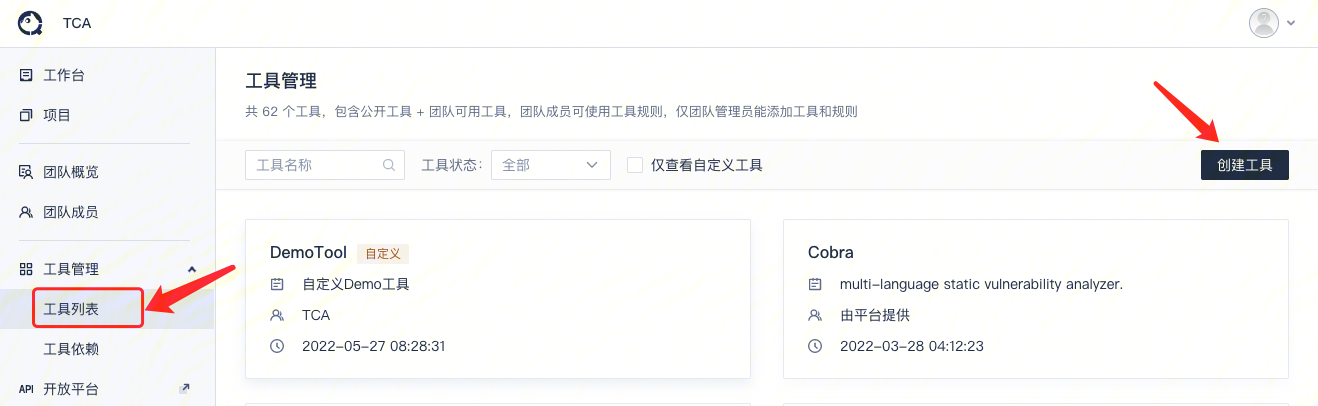 TCA
工作台
项目
团队概览
团队成员
工具管理
工具列表
工具依赖
API 开放平台
工具管理
共 62 个工具，包含公开工具 + 团队可用工具，团队成员可使用工具规则，仅团队管理员能添加工具和规则
工具名称 工具状态： 全部 仅查看自定义工具 创建工具
DemoTool 自定义
自定义Demo工具
TCA
2022-05-27 08:28:31
Cobra
multi-language static vulnerability analyzer.
由平台提供
2022-03-28 04:12:23